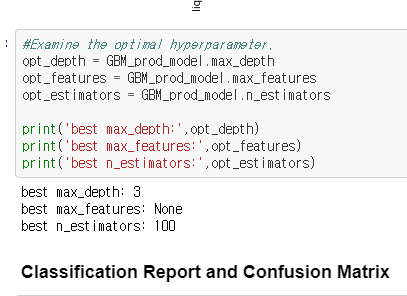 #Examine the optimal hyperparameter.
opt_depth = GBM_prod_model.max_depth
opt_features = GBM_prod_model.max_features
opt_estimators = GBM_prod_model.n_estimators
print('best max_depth:',opt_depth)
print('best max_features:',opt_features)
print('best n_estimators:',opt_estimators)
best max_depth: 3
best max_features: None
best n_estimators: 100
Classification Report and Confusion Matrix